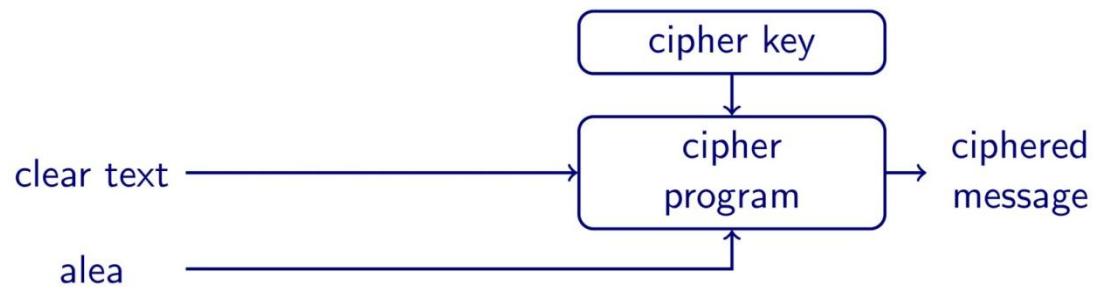 cipher key
clear text
cipher
program
ciphered
message
alea